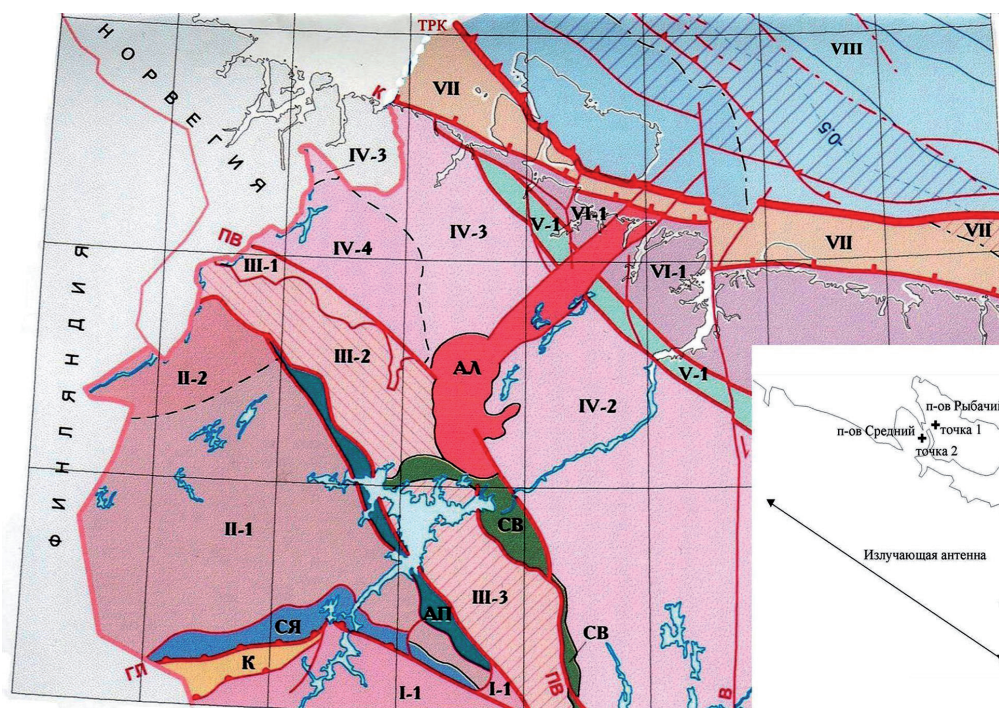 НОРВЕГИЯ
ТРК
VIII
VII
К
-0,5
IV-3
IV-3
V-1
VI-1
ПВ
IV-4
VII
VII
III-1
VI-1
ФИНЛЯНДИЯ
III-2
АЛ
II-2
V-1
IV-2
п-ов Рыбачий
п-ов Средний
точка 1
точка 2
II-1
СВ
Излучающая антенна
III-3
АП
СЯ
СВ
К
ГЛ
I-1
I-1
ПВ
В